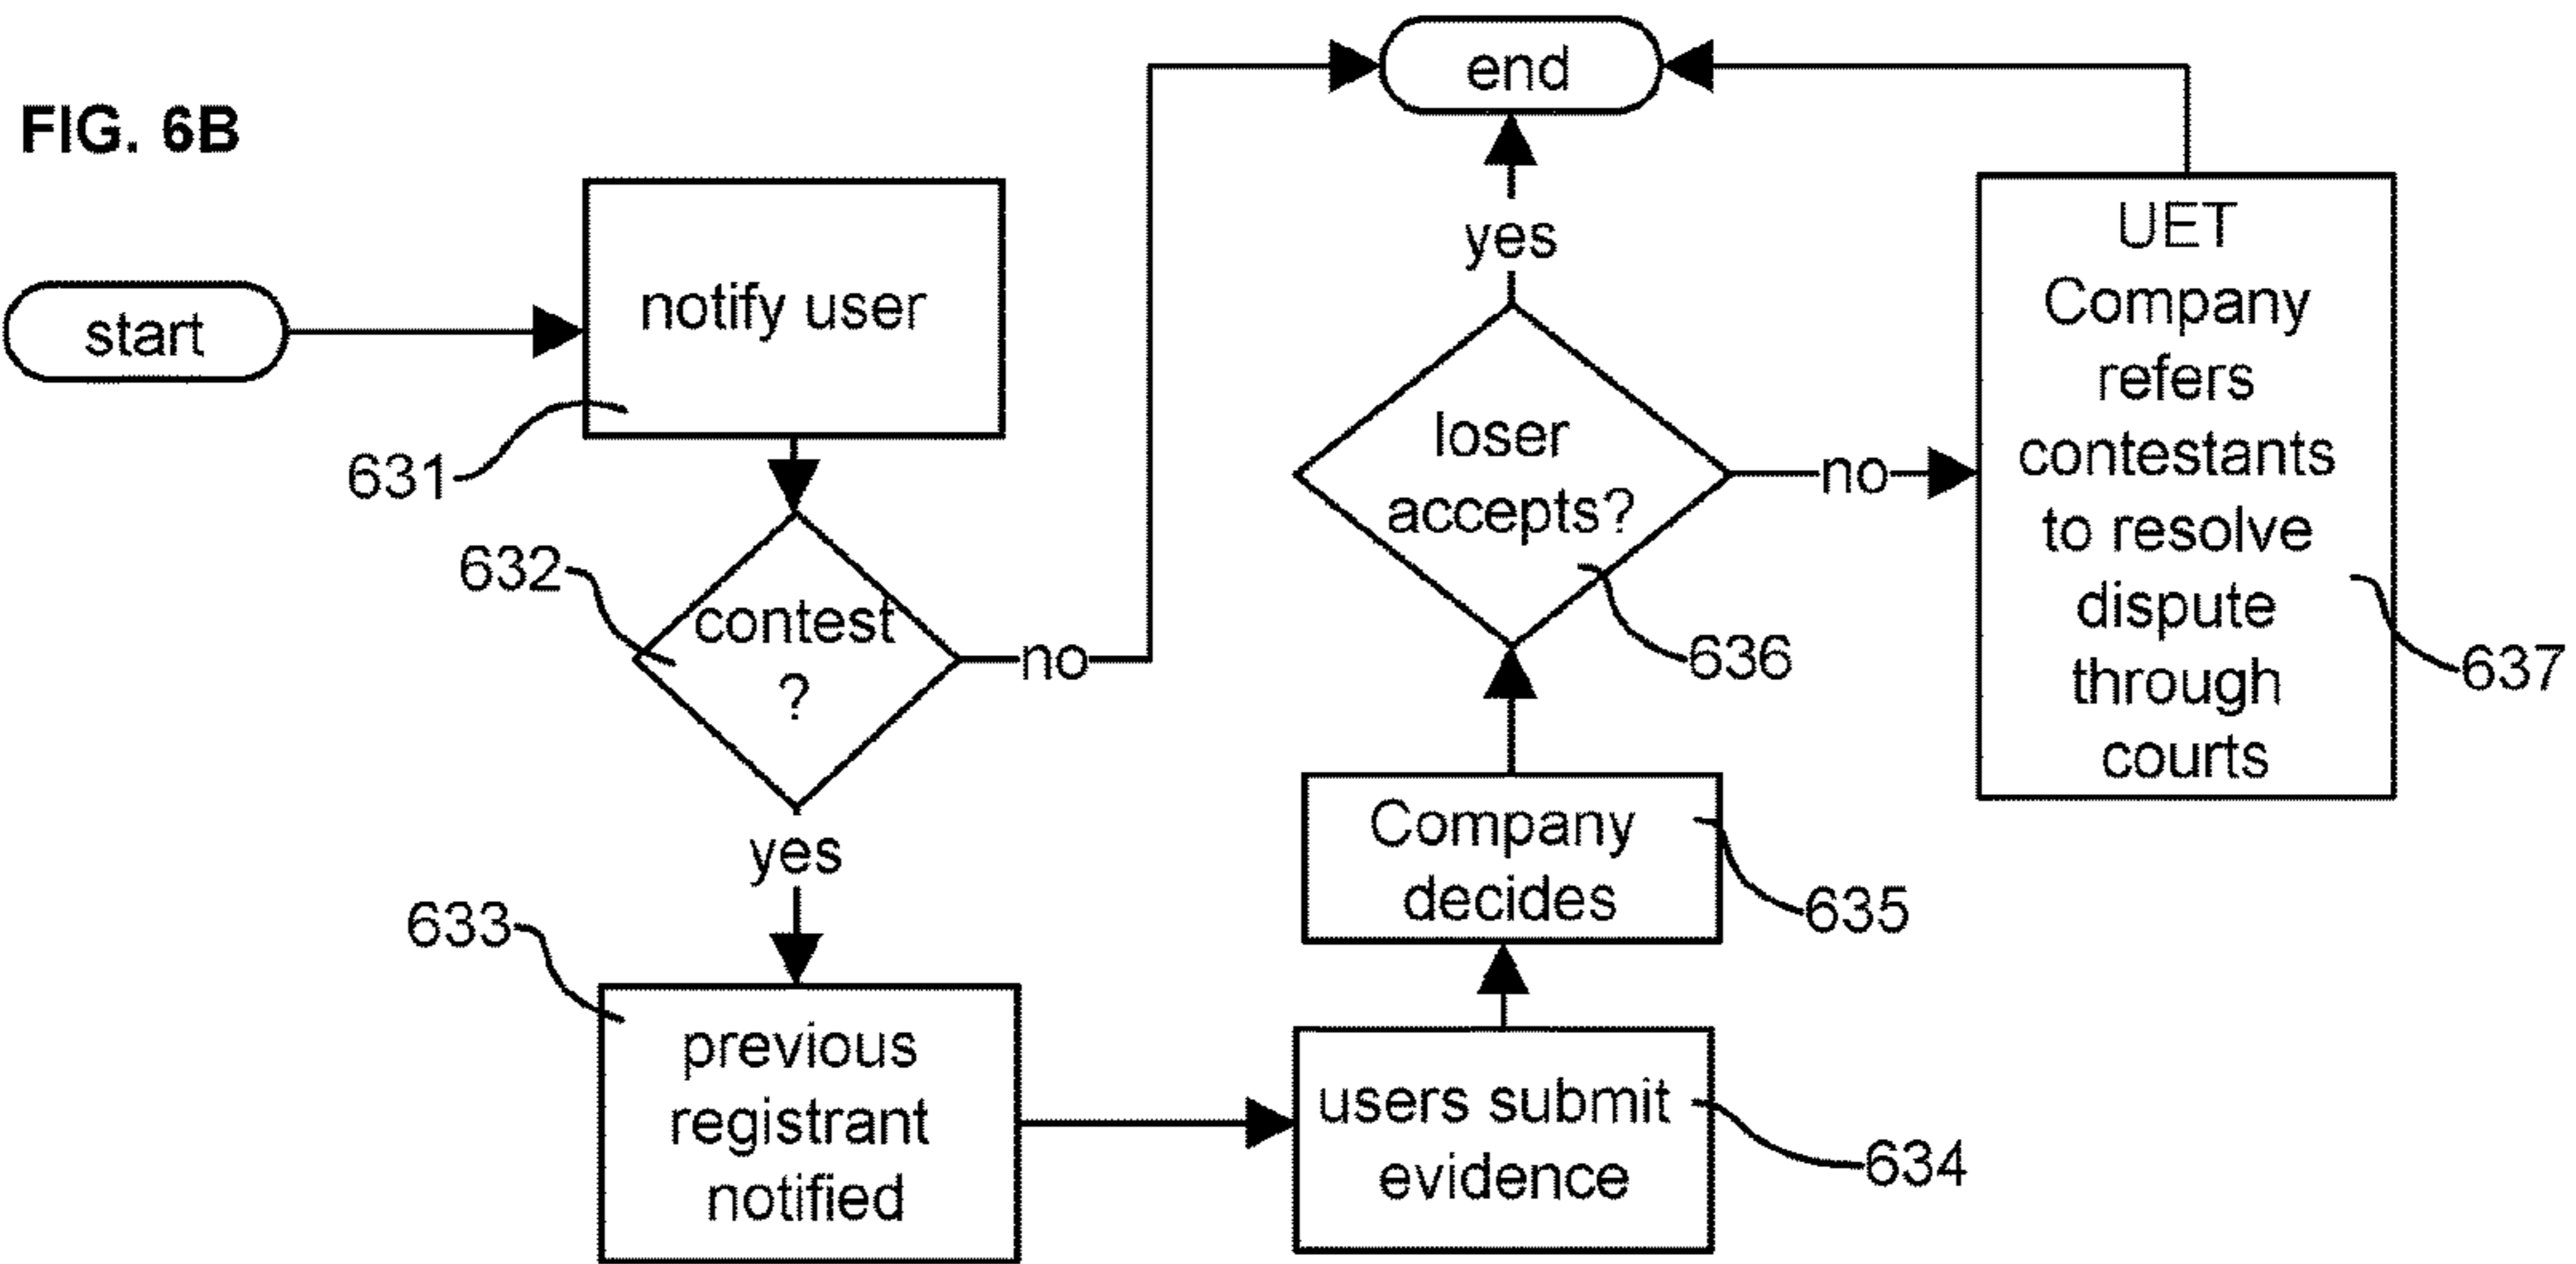 FIG. 6B
start
notify user
631
632
contest
?
no
yes
633
previous
registrant
notified
users submit
evidence
634
Company
decides
635
loser
accepts?
636
yes
no
end
UET
Company
refers
contestants
to resolve
dispute
through
courts
637